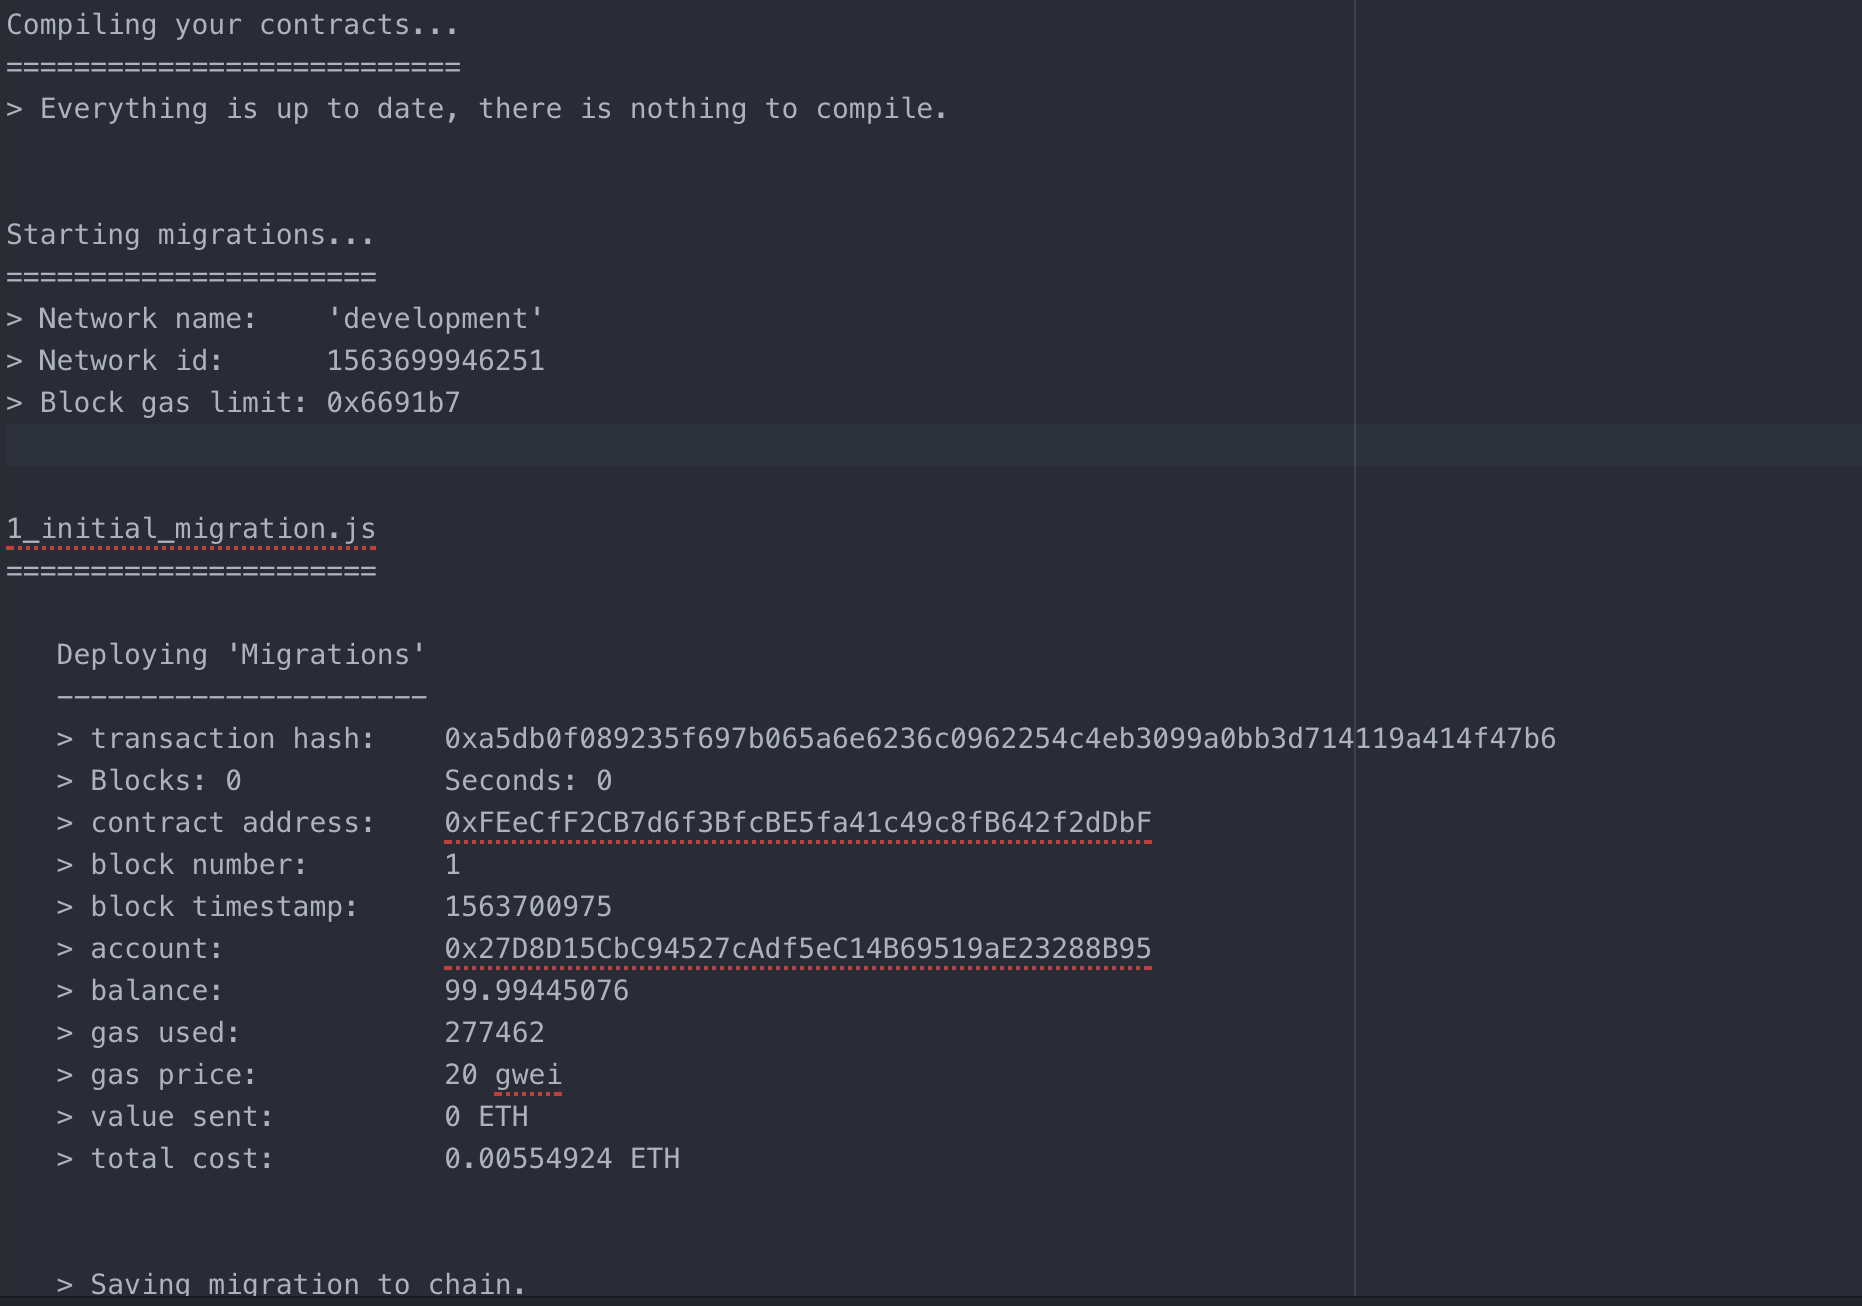 Compiling your contracts...
===========================
> Everything is up to date, there is nothing to compile.
Starting migrations...
======================
> Network name:    'development'
> Network id:      1563699946251
> Block gas limit: 0x6691b7
1_initial_migration.js
======================
   Deploying 'Migrations'
   ----------------------
   > transaction hash:    0xa5db0f089235f697b065a6e6236c0962254c4eb3099a0bb3d714119a414f47b6
   > Blocks: 0            Seconds: 0
   > contract address:    0xFEeCfF2CB7d6f3BfcBE5fa41c49c8fB642f2dDbF
   > block number:        1
   > block timestamp:     1563700975
   > account:             0x27D8D15CbC94527cAdf5eC14B69519aE23288B95
   > balance:             99.99445076
   > gas used:            277462
   > gas price:           20 gwei
   > value sent:          0 ETH
   > total cost:          0.00554924 ETH
   > Saving migration to chain.